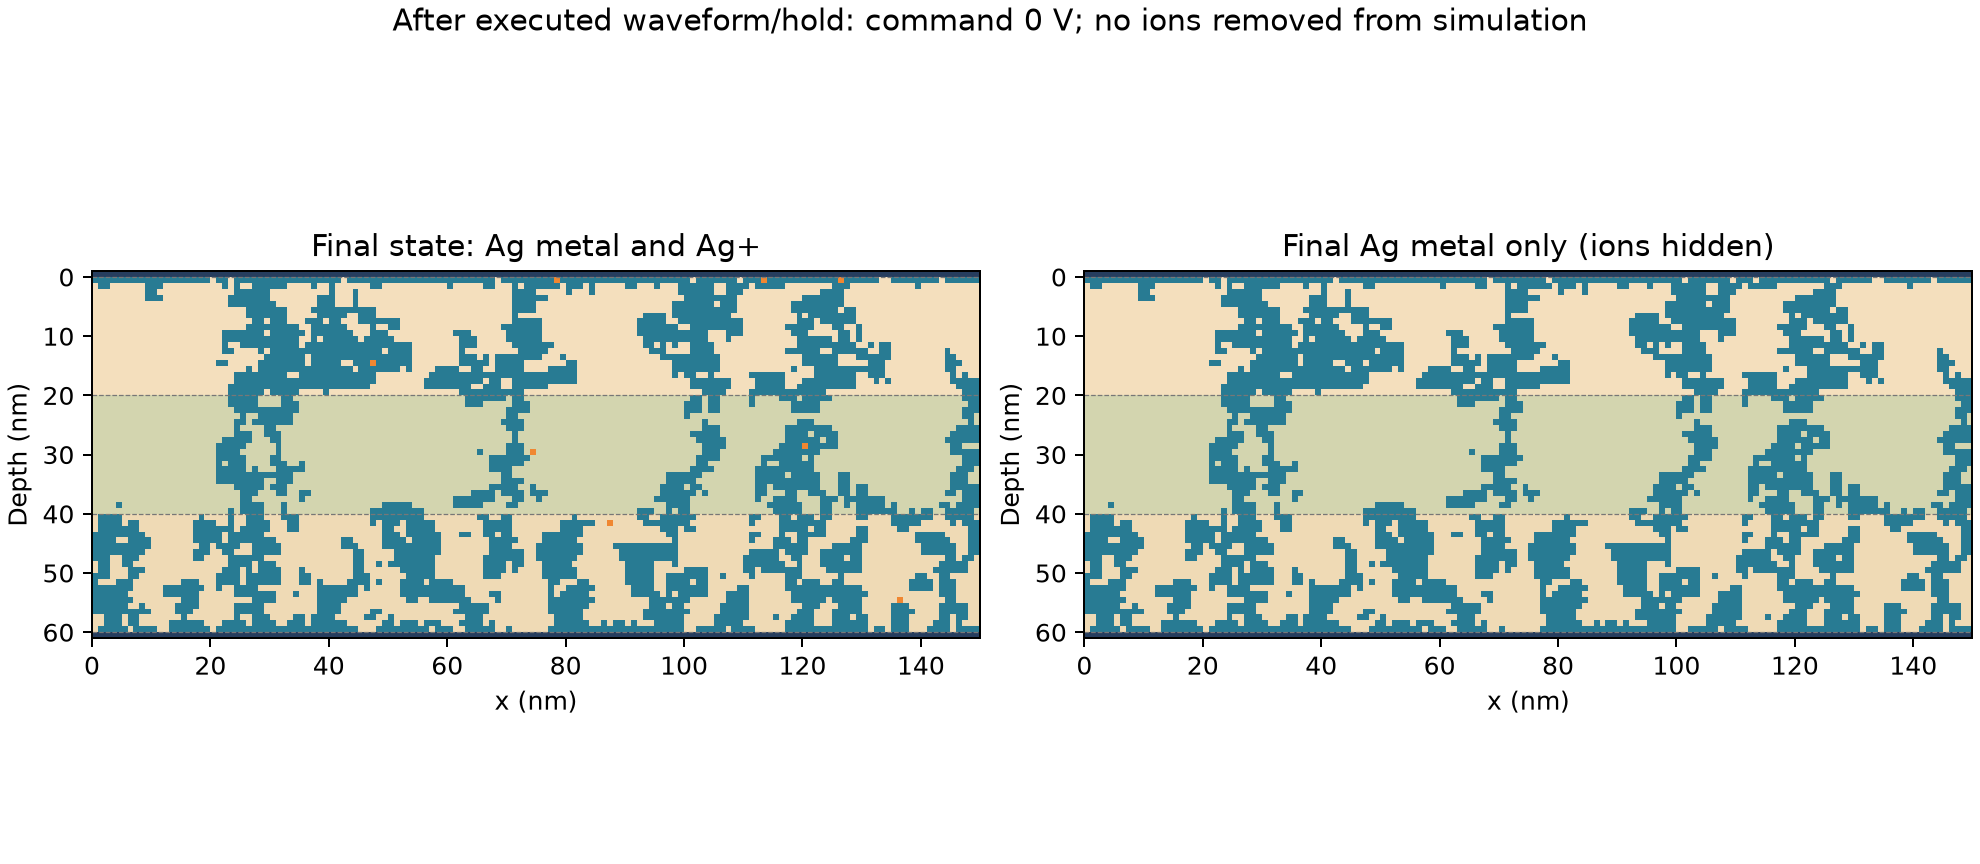 After executed waveform/hold: command 0 V; no ions removed from simulation
Final state: Ag metal and Ag+
Depth (nm)
0
10
20
30
40
50
60
0 20 40 60 80 100 120 140
x (nm)
Final Ag metal only (ions hidden)
Depth (nm)
0
10
20
30
40
50
60
0 20 40 60 80 100 120 140
x (nm)